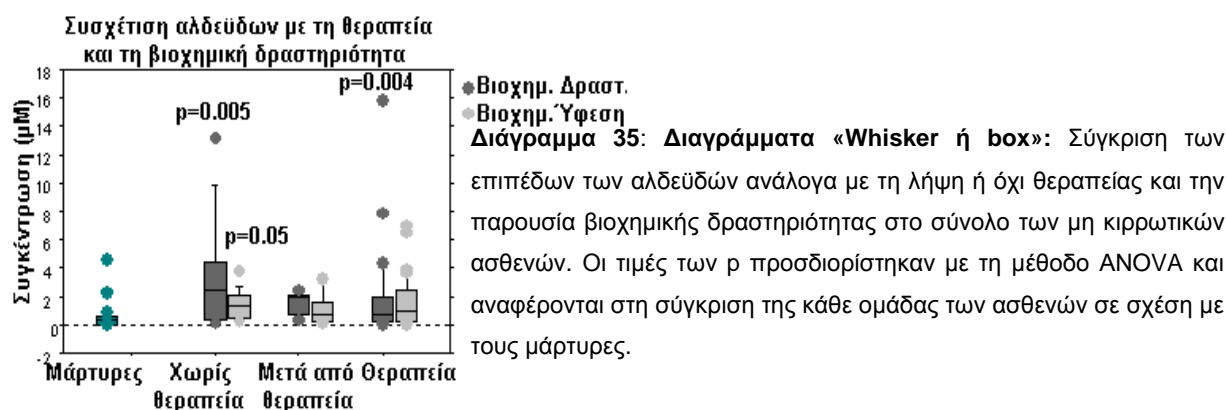 Συσχέτιση αλδεϋδων με τη θεραπεία
και τη βιοχημική δραστηριότητα
18
16
14
12
10
8
6
4
2
0
-2
Συγκέντρωση (μΜ)
p=0.005
p=0.05
p=0.004
Μάρτυρες
Χωρίς
θεραπεία
Μετά από
θεραπεία
Θεραπεία
Βιοχημ. Δραστ.
Βιοχημ. Ύφεση
Διάγραμμα 35: Διαγράμματα «Whisker ή box»: Σύγκριση των
επιπέδων των αλδεϋδών ανάλογα με τη λήψη ή όχι θεραπείας και την
παρουσία βιοχημικής δραστηριότητας στο σύνολο των μη κιρρωτικών
ασθενών. Οι τιμές των p προσδιορίστηκαν με τη μέθοδο ANOVA και
αναφέρονται στη σύγκριση της κάθε ομάδας των ασθενών σε σχέση με
τους μάρτυρες.